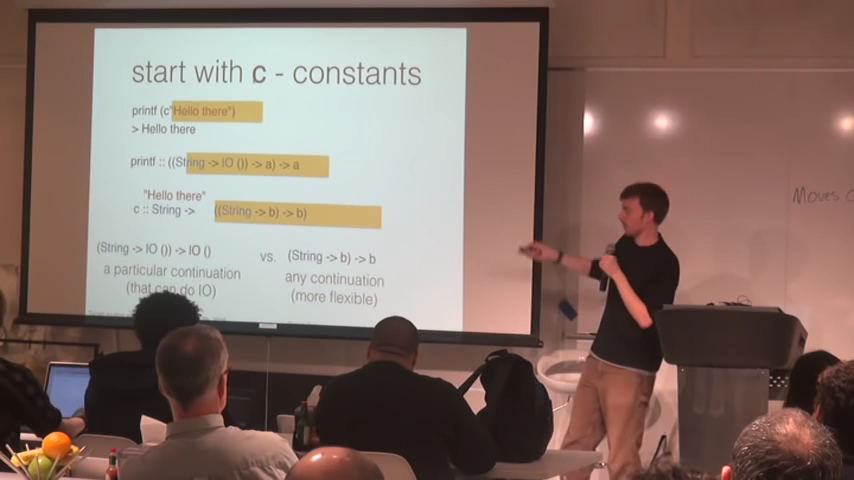 start with c - constants
printf (c"Hello there")
> Hello there
printf :: ((String -> IO ()) -> a) -> a
"Hello there"
c :: String -> ((String -> b) -> b)
(String -> IO ()) -> IO () vs. (String -> b) -> b
a particular continuation any continuation
(that can do IO) (more flexible)
Moves